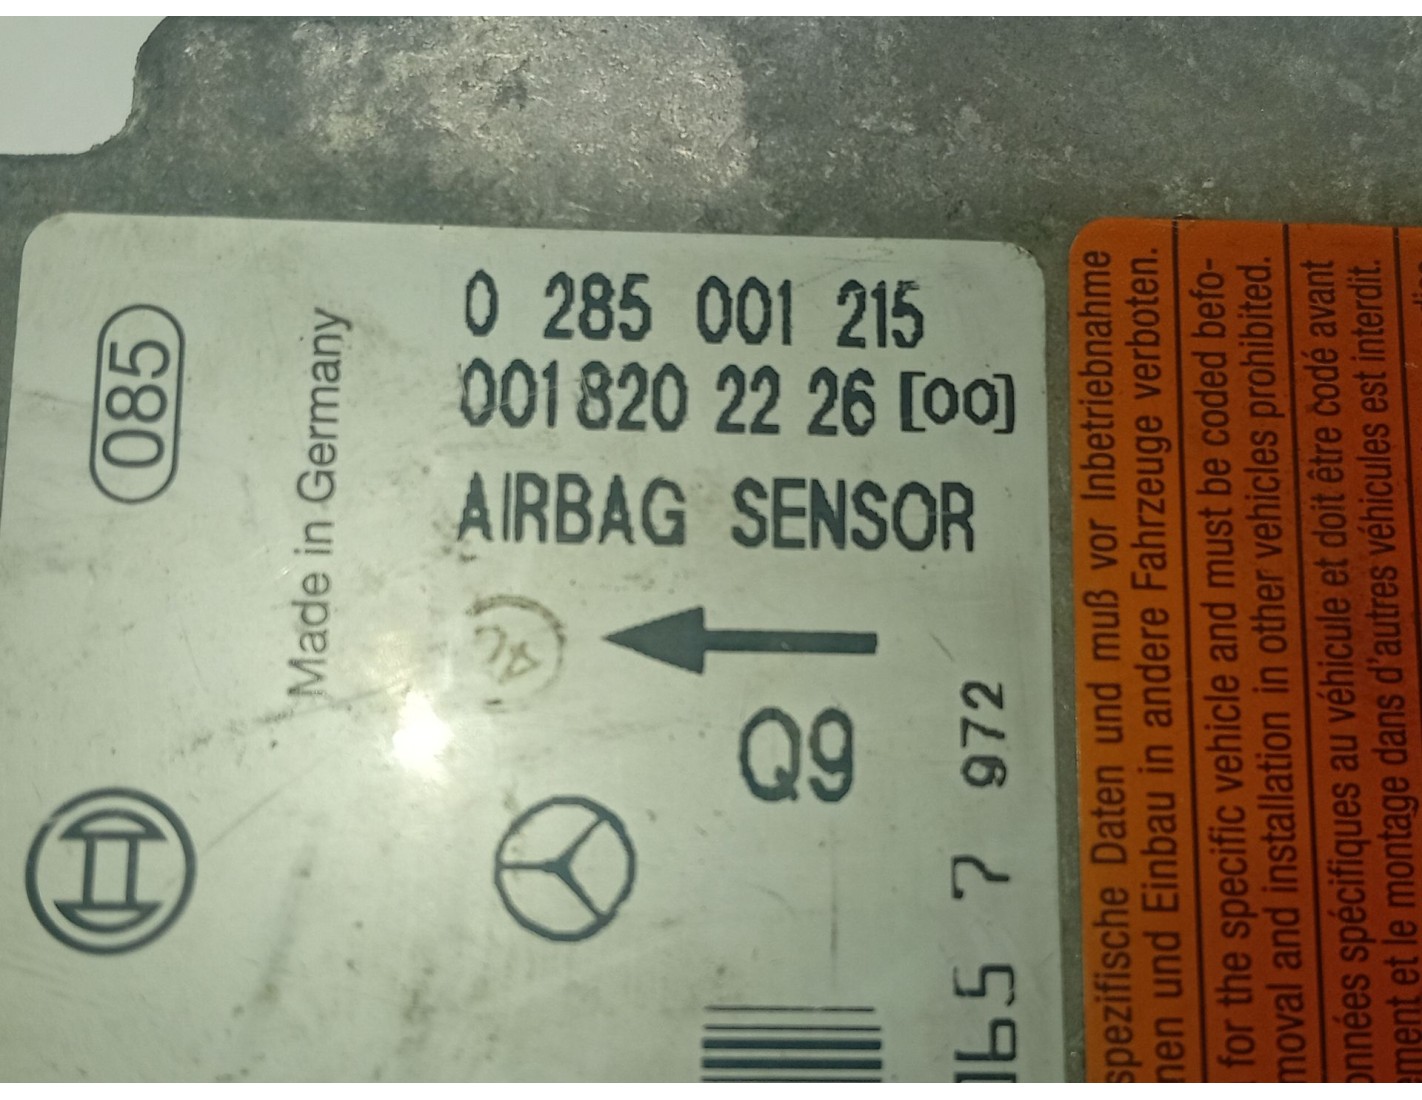 0 285 001 215
001 820 22 26 [00]
AIRBAG SENSOR
085
Made in Germany
Q9
65 7 972
spezifische Daten und muß vor Inbetriebnahme
nen und Einbau in andere Fahrzeuge verboten.
for the specific vehicle and must be coded befo-
moval and installation in other vehicles prohibited.
onnées spécifiques au véhicule et doit être codé avant
ement et le montage dans d'autres véhicules est interdit.